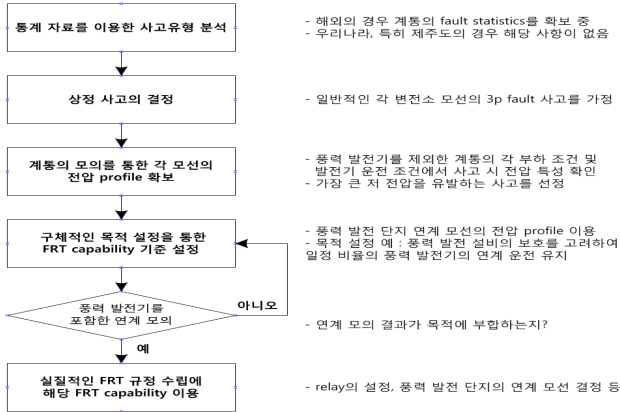 통계 자료를 이용한 사고유형 분석
- 해외의 경우 계통의 fault statistics를 확보 중
- 우리나라, 특히 제주도의 경우 해당 사항이 없음
상정 사고의 결정
- 일반적인 각 변전소 모선의 3p fault 사고를 가정
계통의 모의를 통한 각 모선의
전압 profile 확보
- 풍력 발전기를 제외한 계통의 각 부하 조건 및
발전기 운전 조건에서 사고 시 전압 특성 확인
- 가장 큰 저 전압을 유발하는 사고를 선정
구체적인 목적 설정을 통한
FRT capability 기준 설정
- 풍력 발전 단지 연계 모선의 전압 profile 이용
- 목적 설정 예 : 풍력 발전 설비의 보호를 고려하여
일정 비율의 풍력 발전기의 연계 운전 유지
풍력 발전기를
포함한 연계 모의
아니오
- 연계 모의 결과가 목적에 부합하는지?
예
실질적인 FRT 규정 수립에
해당 FRT capability 이용
- relay의 설정, 풍력 발전 단지의 연계 모선 결정 등